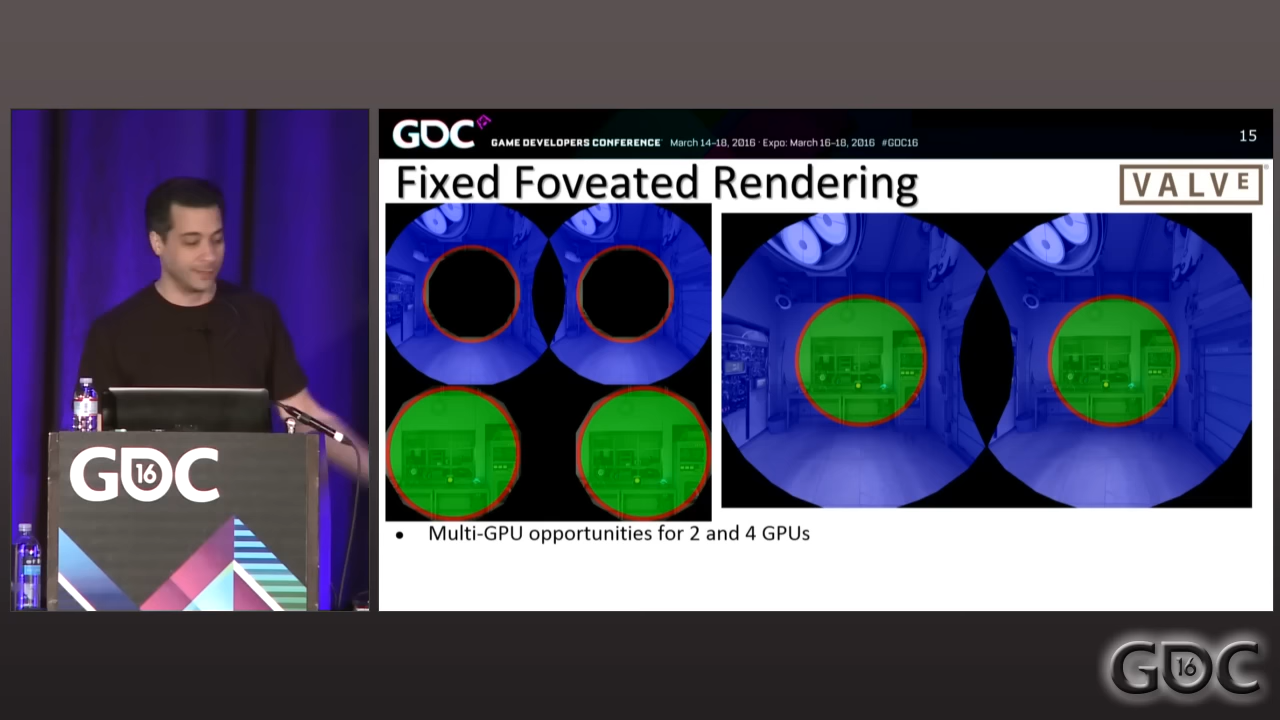 GDC
GAME DEVELOPERS CONFERENCE March 14–18, 2016 · Expo: March 16–18, 2016 #GDC16
15
Fixed Foveated Rendering
VALVE
• Multi-GPU opportunities for 2 and 4 GPUs
GDC
16
GDC
16